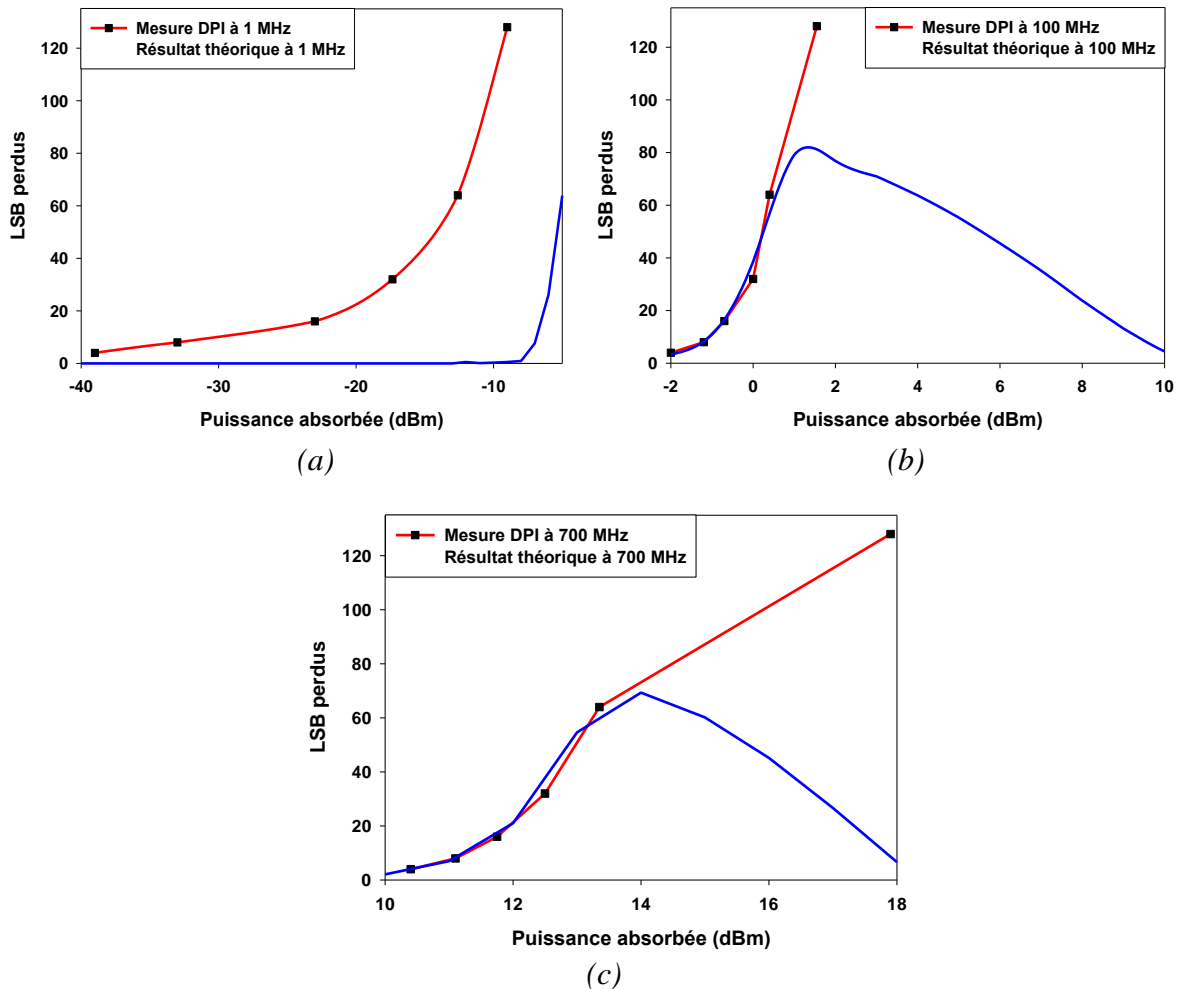 Mesure DPI à 1 MHz
Résultat théorique à 1 MHz
120
100
80
60
40
20
0
LSB perdus
-40
-30
-20
-10
Puissance absorbée (dBm)
(a)
Mesure DPI à 100 MHz
Résultat théorique à 100 MHz
120
100
80
60
40
20
0
LSB perdus
-2
0
2
4
6
8
10
Puissance absorbée (dBm)
(b)
Mesure DPI à 700 MHz
Résultat théorique à 700 MHz
120
100
80
60
40
20
0
LSB perdus
10
12
14
16
18
Puissance absorbée (dBm)
(c)